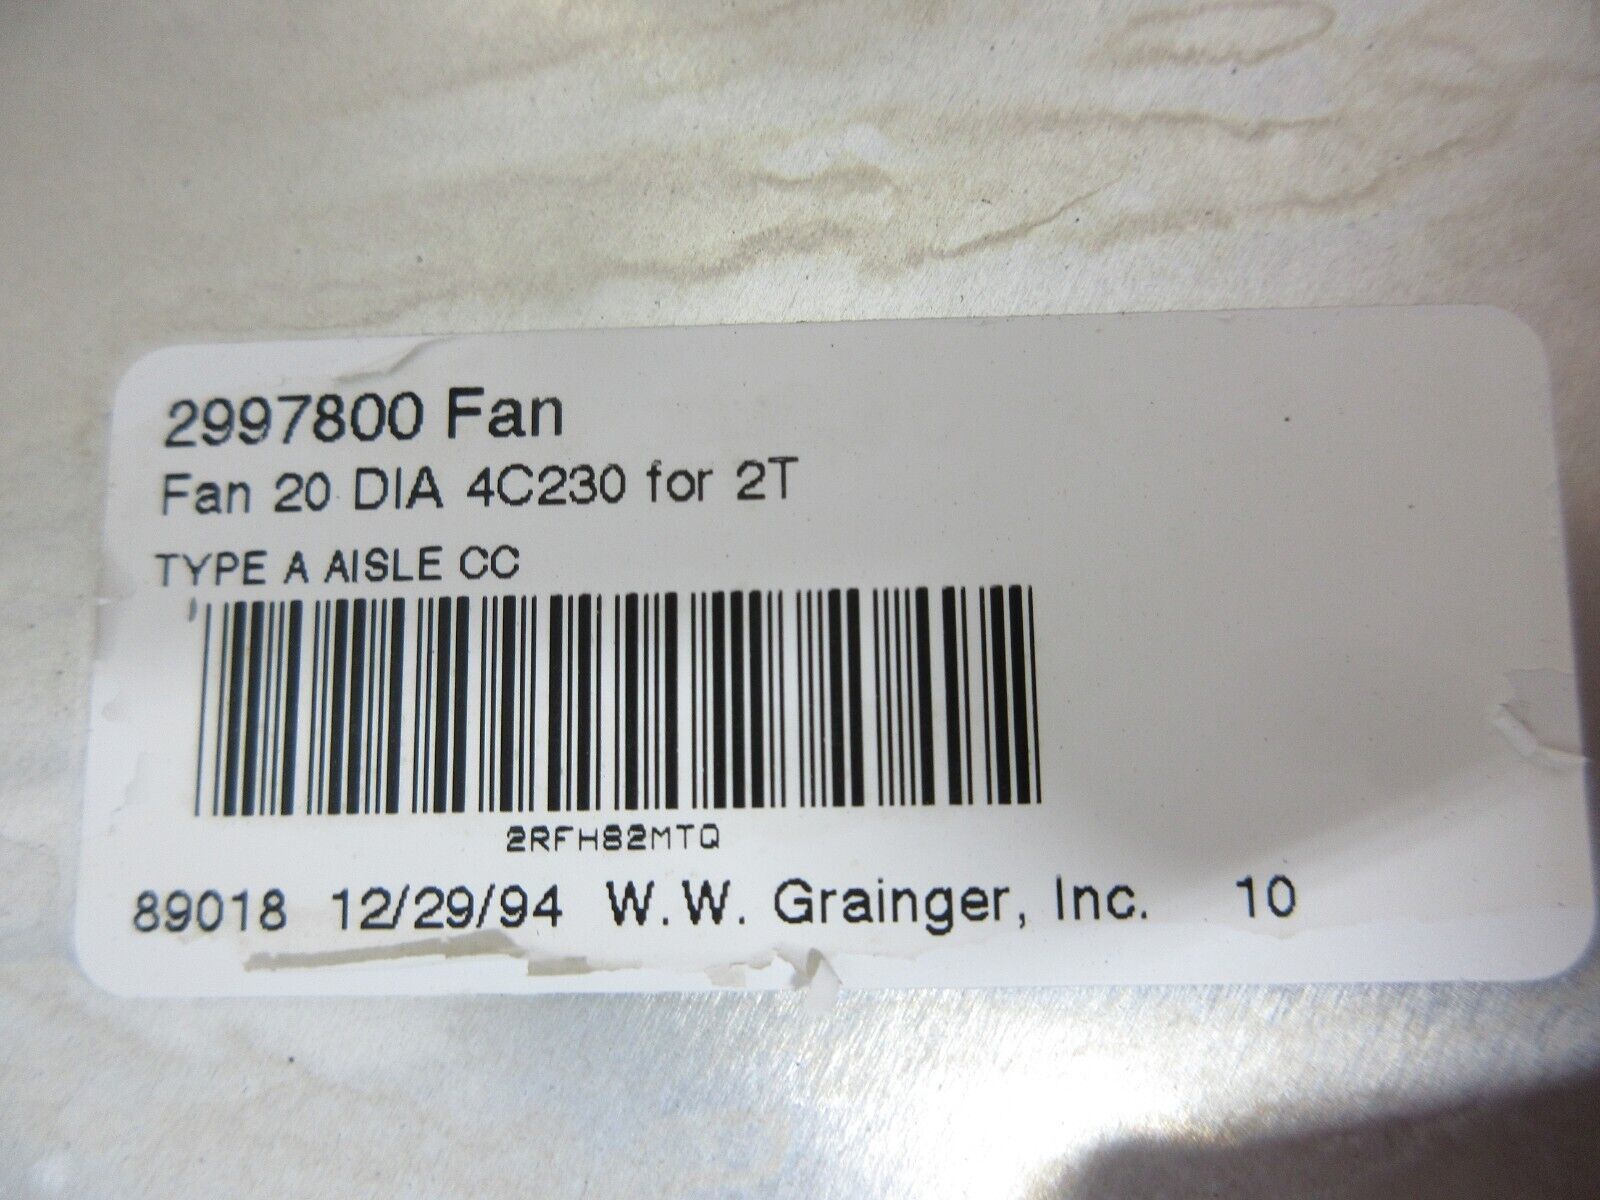 2997800 Fan
Fan 20 DIA 4C230 for 2T
TYPE A AISLE CC
2RFH82MTQ
89018 12/29/94 W.W. Grainger, Inc. 10